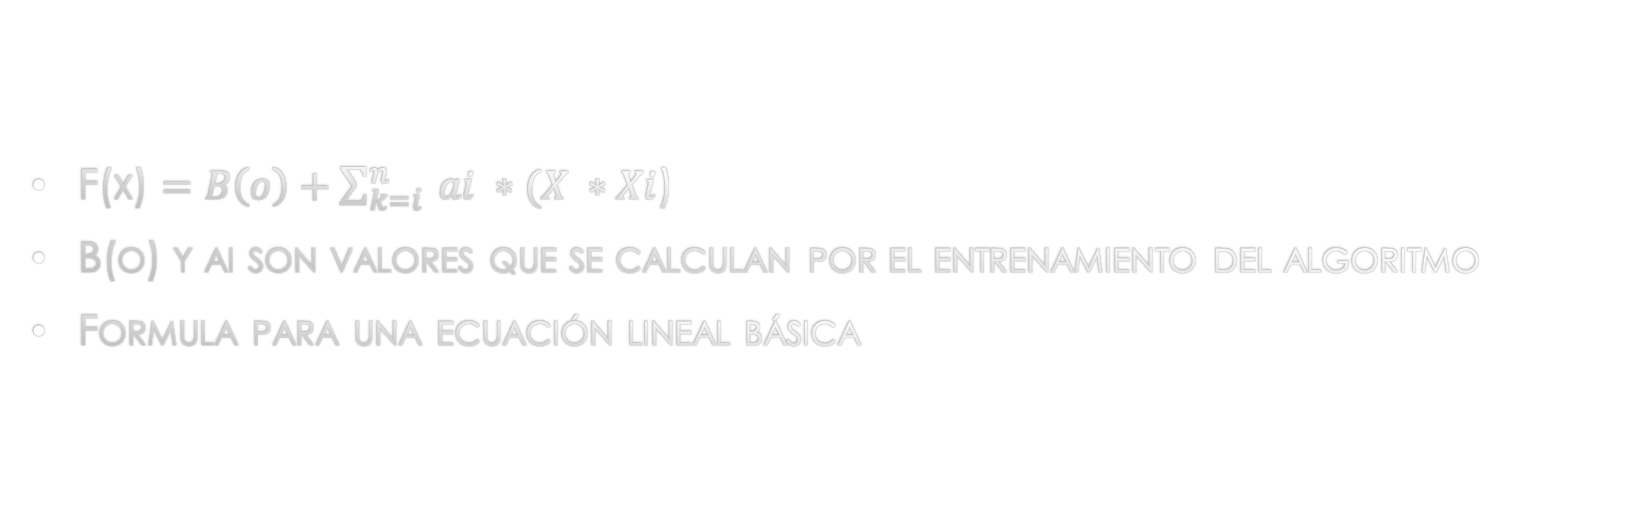 F(x) = B(o) + ∑ₖ₌ᵢⁿ ai * (X * Xi)
B(o) y ai son valores que se calculan por el entrenamiento del algoritmo
Formula para una ecuación lineal básica